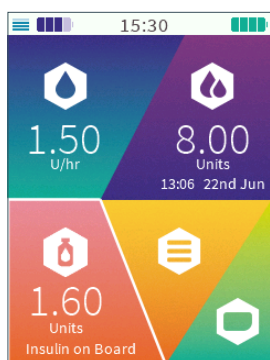 15:30
1.50
U/hr
8.00
Units
13:06 22nd Jun
1.60
Units
Insulin on Board